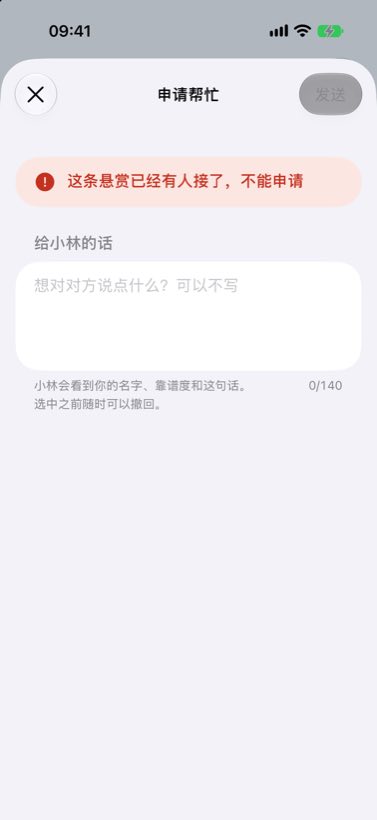 09:41
申请帮忙
发送
这条悬赏已经有人接了，不能申请
给小林的话
想对对方说点什么？可以不写
小林会看到你的名字、靠谱度和这句话。 0/140
选中之前随时可以撤回。